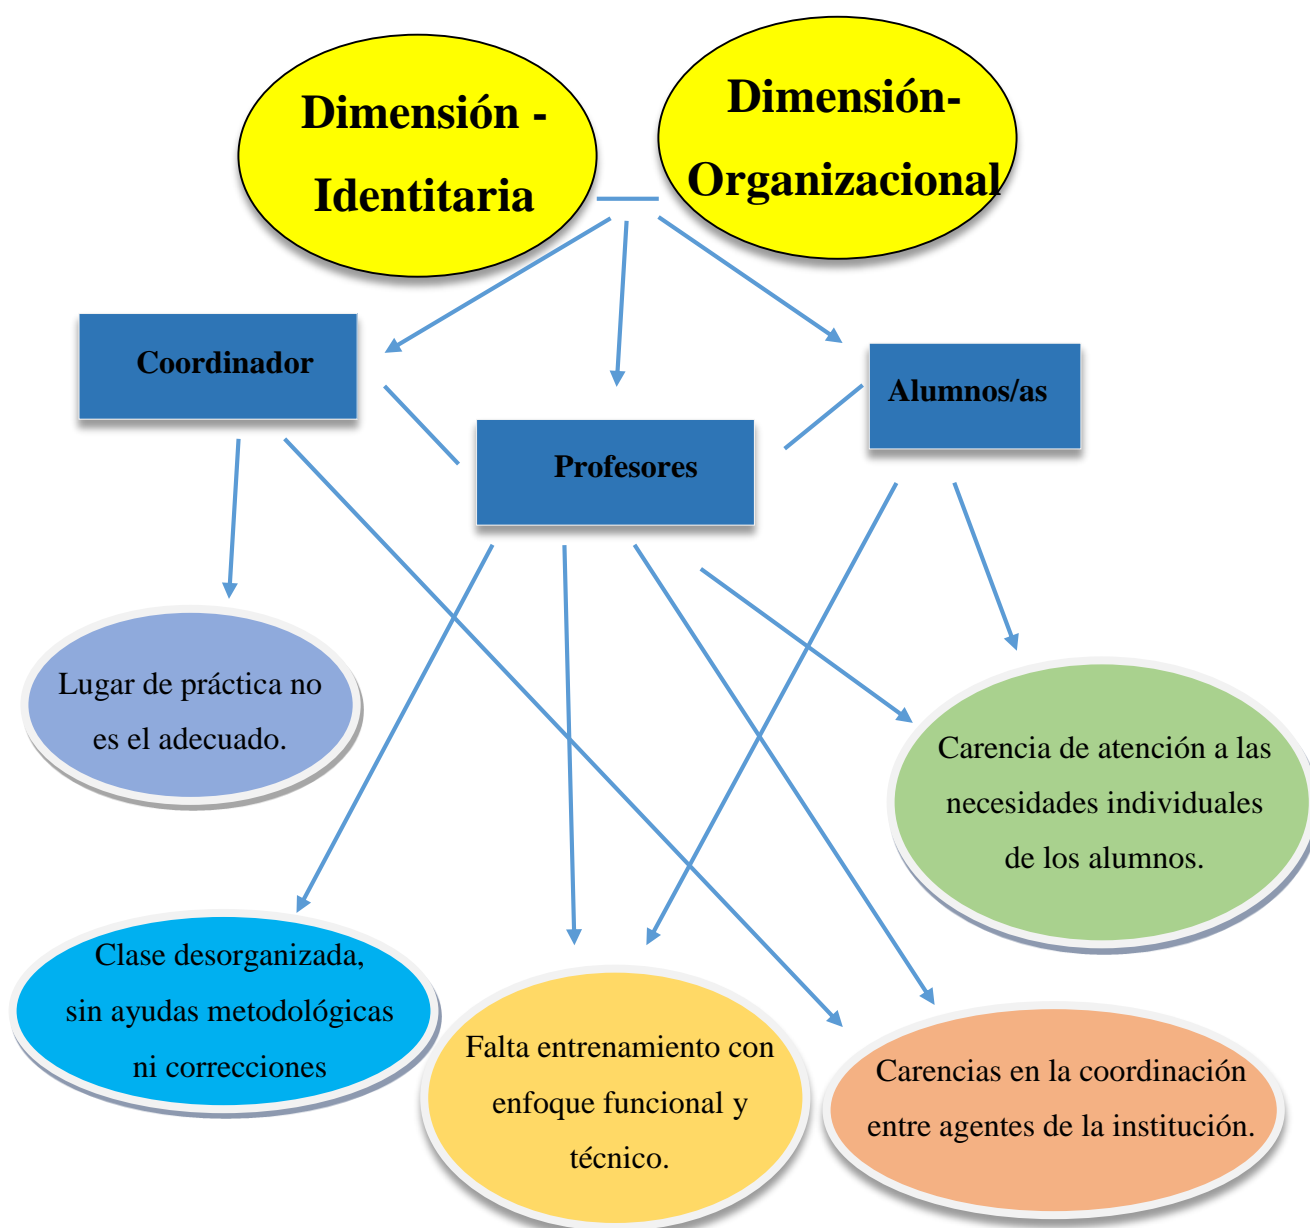 Dimensión -
Identitaria
Dimensión-
Organizacional
Coordinador
Profesores
Alumnos/as
Lugar de práctica no
es el adecuado.
Carencia de atención a las
necesidades individuales
de los alumnos.
Clase desorganizada,
sin ayudas metodológicas
ni correcciones
Falta entrenamiento con
enfoque funcional y
técnico.
Carencias en la coordinación
entre agentes de la institución.